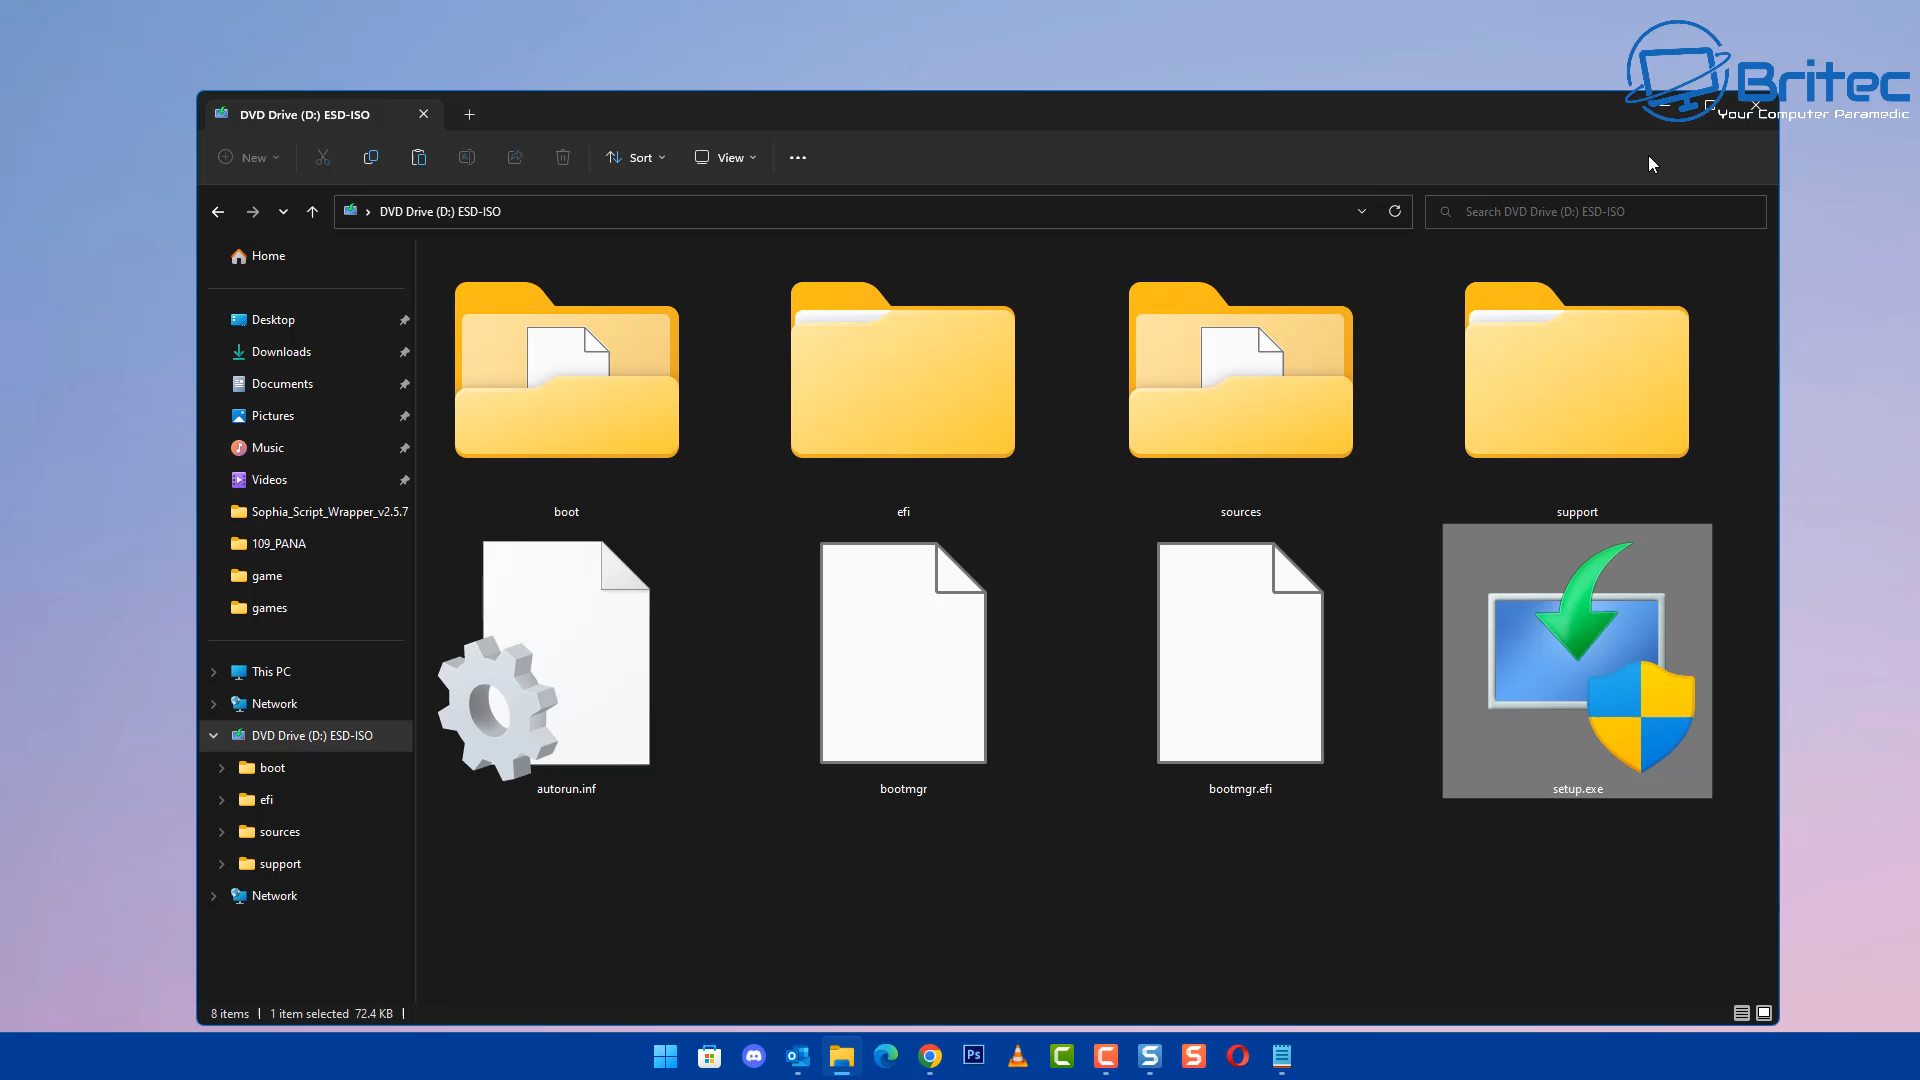 Britec
Your Computer Paramedic
DVD Drive (D:) ESD-ISO
New
Sort
View
DVD Drive (D:) ESD-ISO
Search DVD Drive (D:) ESD-ISO
Home
Desktop
Downloads
Documents
Pictures
Music
Videos
Sophia_Script_Wrapper_v2.5.7
109_PANA
game
games
This PC
Network
DVD Drive (D:) ESD-ISO
boot
efi
sources
support
Network
boot
efi
sources
support
autorun.inf
bootmgr
bootmgr.efi
setup.exe
8 items
1 item selected 72.4 KB
Ps